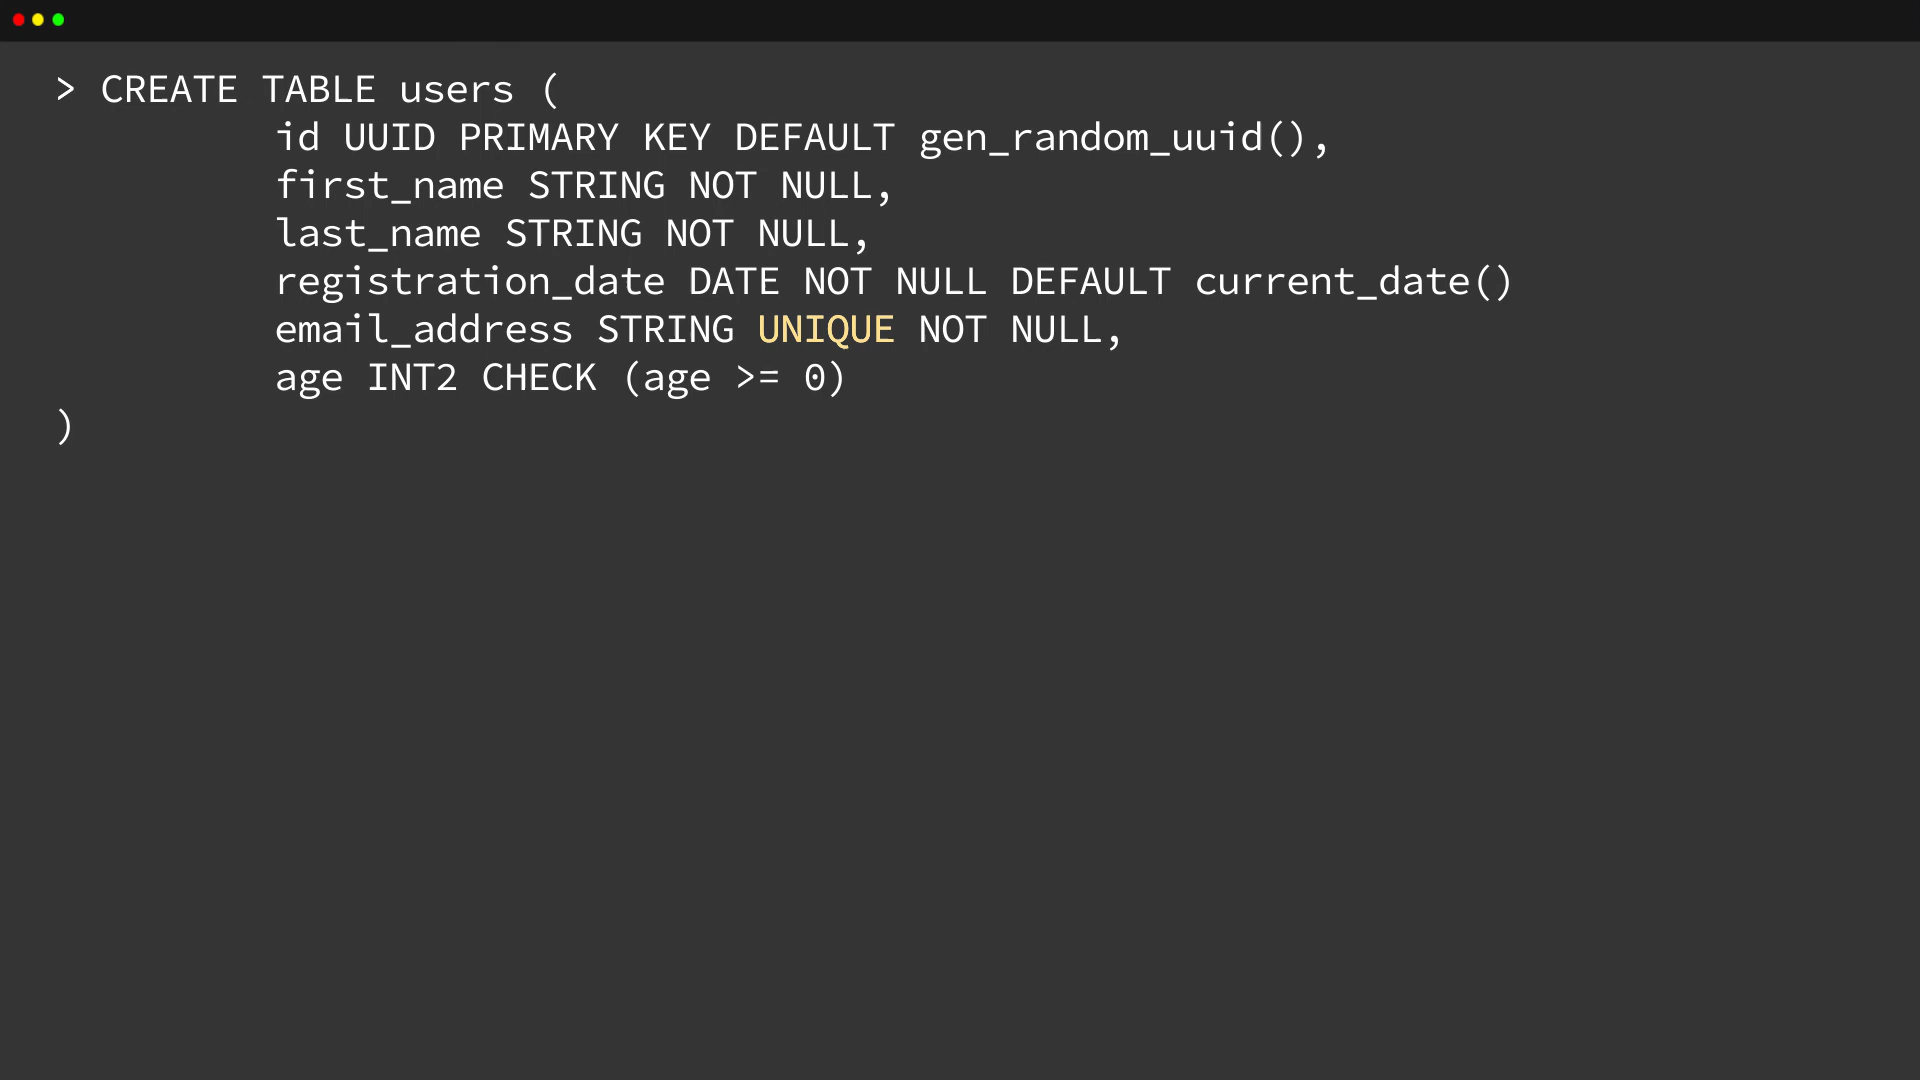 > CREATE TABLE users (
id UUID PRIMARY KEY DEFAULT gen_random_uuid(),
first_name STRING NOT NULL,
last_name STRING NOT NULL,
registration_date DATE NOT NULL DEFAULT current_date()
email_address STRING UNIQUE NOT NULL,
age INT2 CHECK (age >= 0)
)